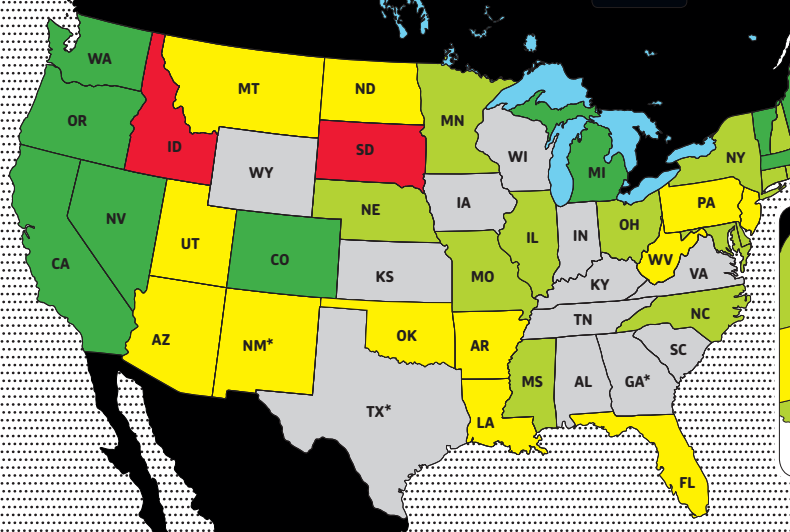 WA
MT
ND
MN
OR
ID
SD
WI
MI
NY
WY
NE
IA
PA
NV
UT
CO
IL
IN
OH
WV
CA
KS
MO
KY
VA
AZ
NM*
OK
AR
TN
NC
TX*
MS
AL
GA*
SC
LA
FL